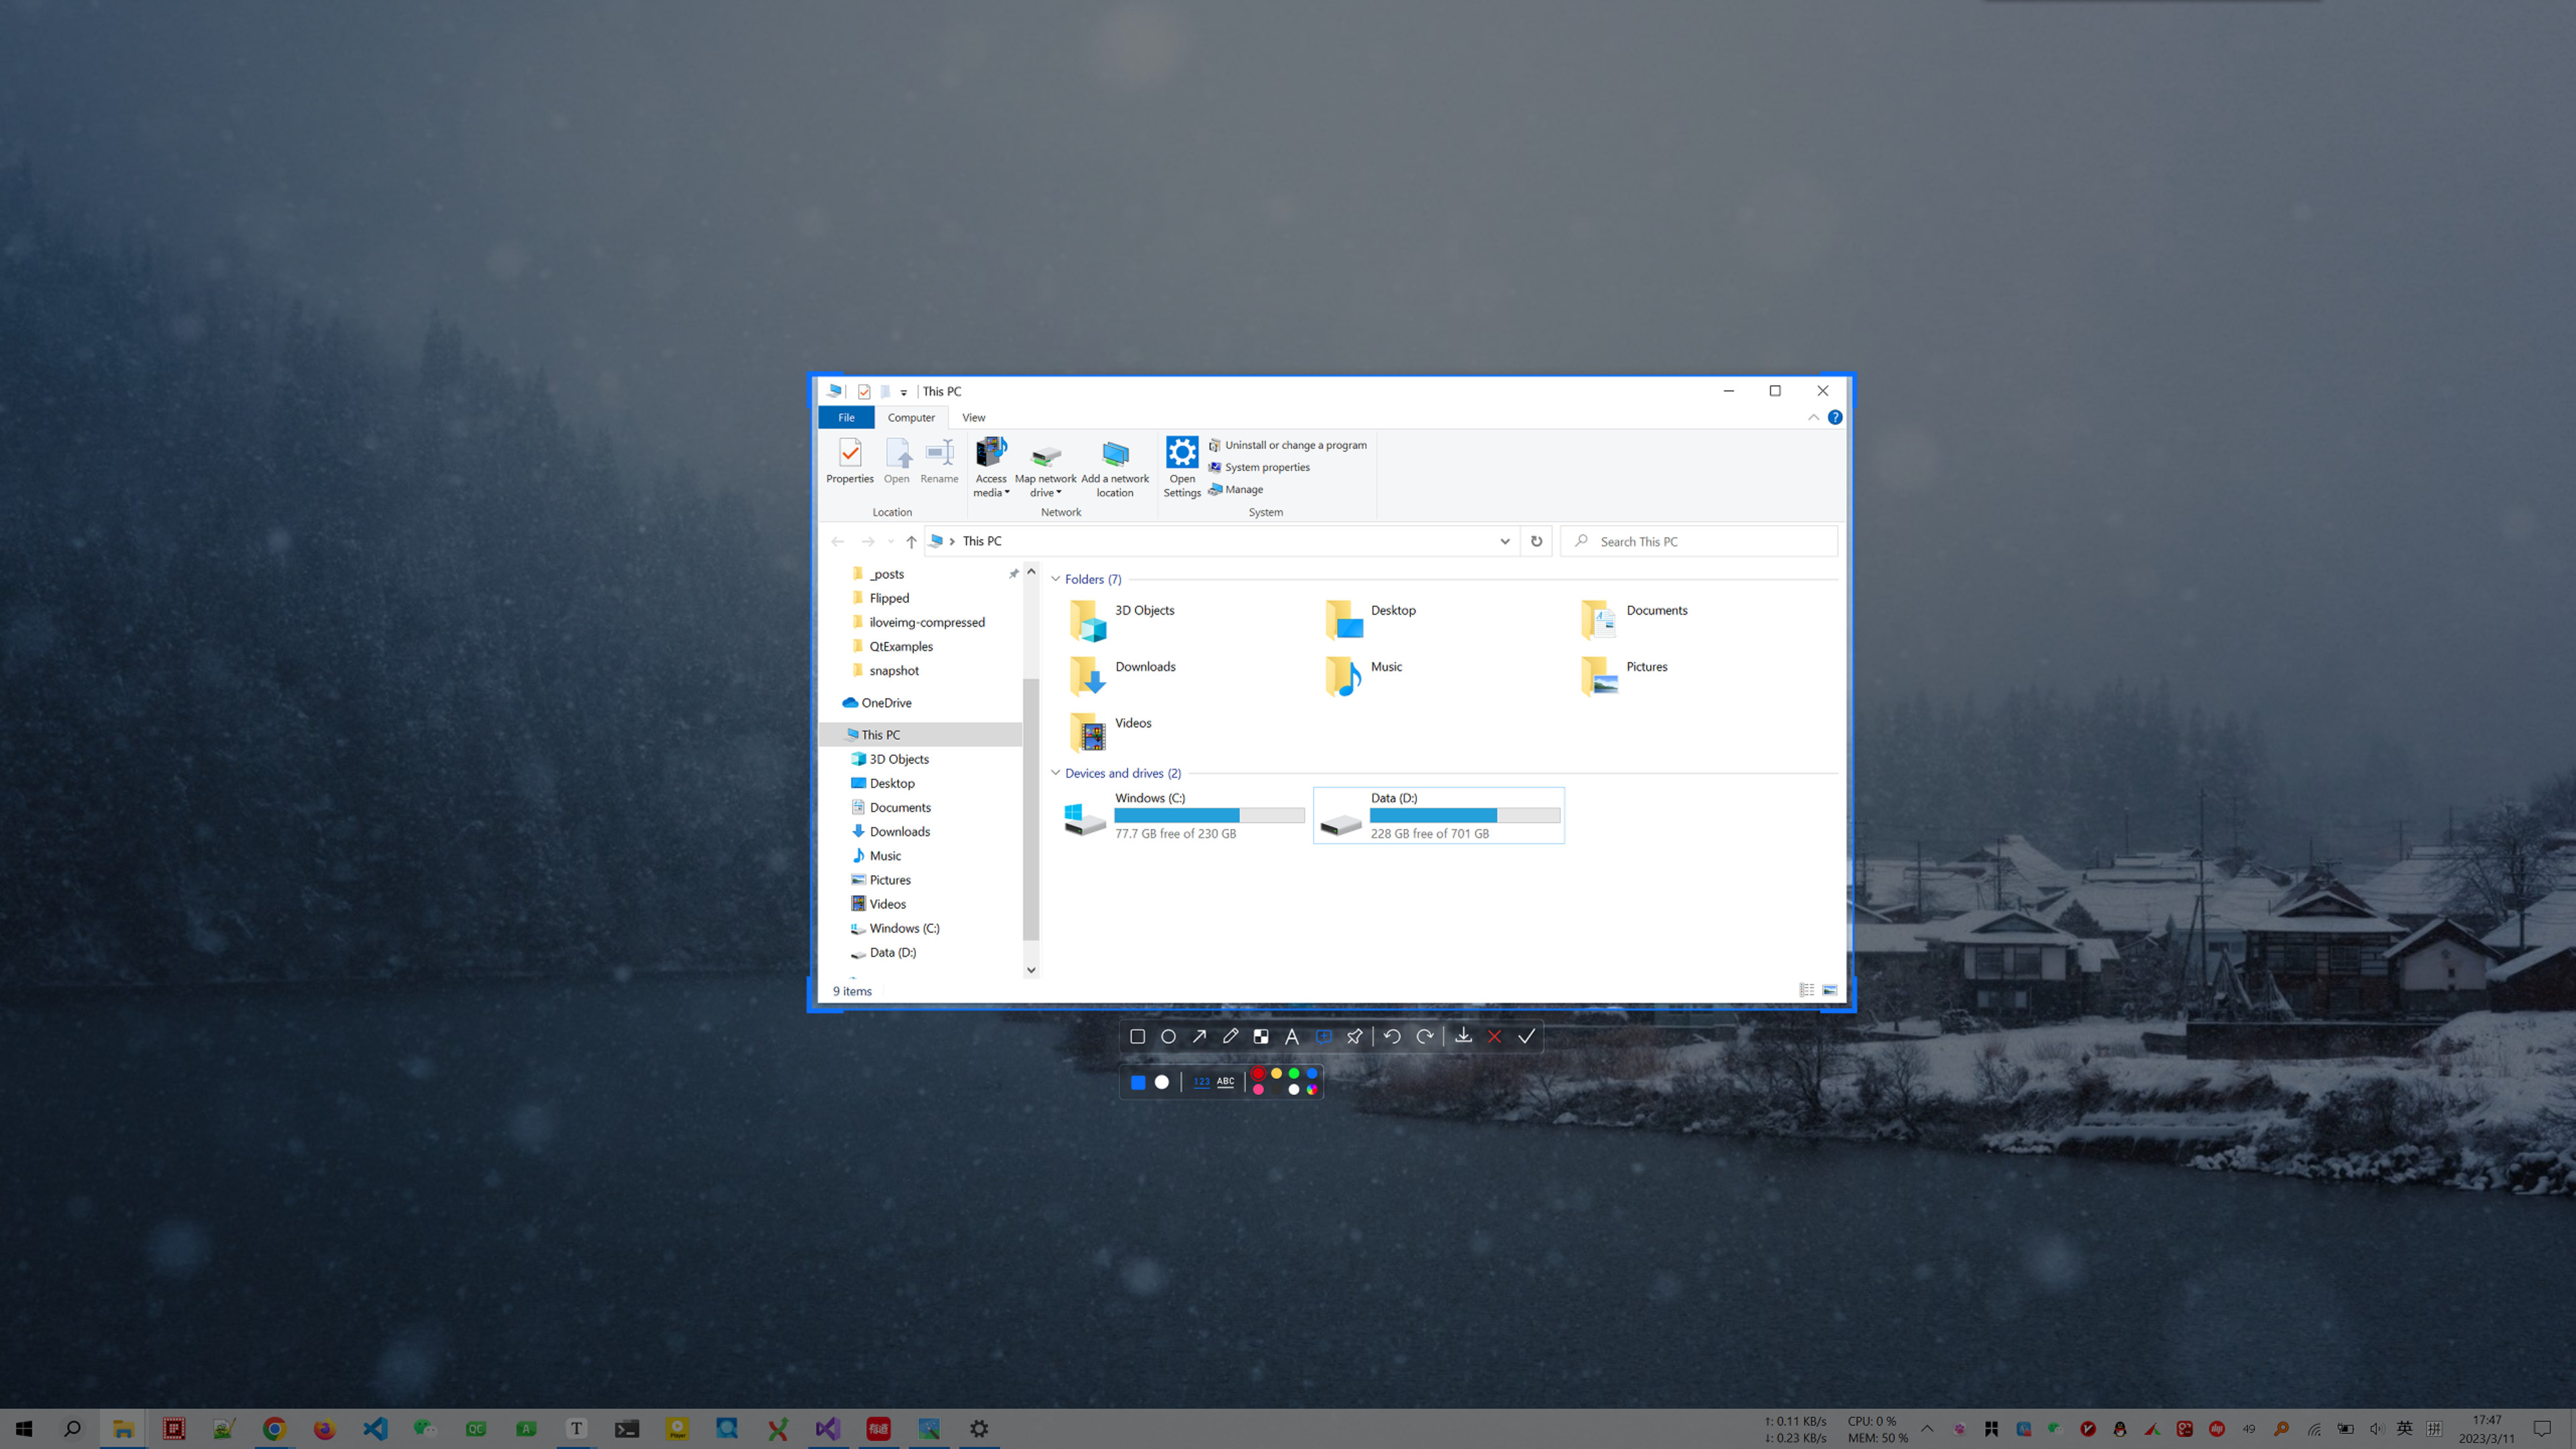 This PC
File Computer View
Uninstall or change a program
System properties
Manage
Properties Open Rename
Access media
Map network drive
Add a network location
Open Settings
Location Network System
This PC
Search This PC
_posts
Flipped
iloveimg-compressed
QtExamples
snapshot
OneDrive
This PC
3D Objects
Desktop
Documents
Downloads
Music
Pictures
Videos
Windows (C:)
Data (D:)
Folders (7)
3D Objects
Desktop
Documents
Downloads
Music
Pictures
Videos
Devices and drives (2)
Windows (C:)
77.7 GB free of 230 GB
Data (D:)
228 GB free of 701 GB
9 items
A
123 ABC
QC
A
T
Player
有道
↑: 0.11 KB/s
↓: 0.23 KB/s
CPU: 0 %
MEM: 50 %
49
英
拼
17:47
2023/3/11